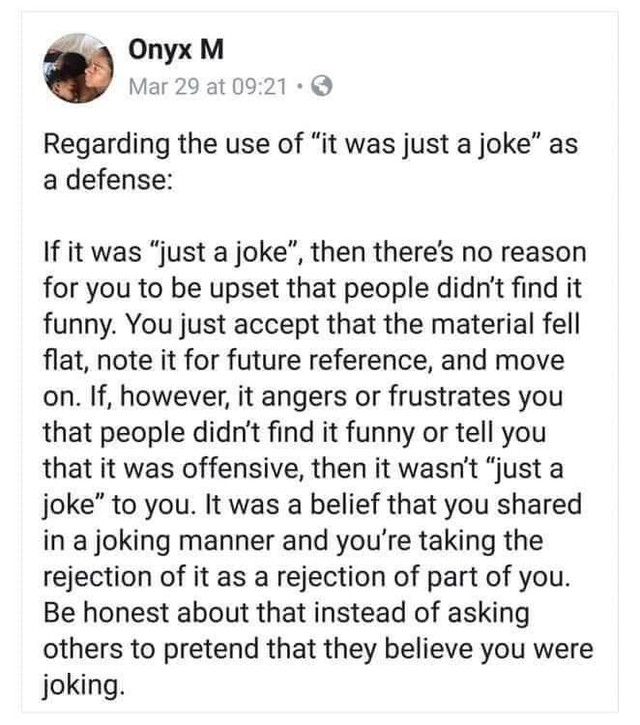 Onyx M
Mar 29 at 09:21 •
Regarding the use of “it was just a joke” as
a defense:
If it was “just a joke”, then there’s no reason
for you to be upset that people didn’t find it
funny. You just accept that the material fell
flat, note it for future reference, and move
on. If, however, it angers or frustrates you
that people didn’t find it funny or tell you
that it was offensive, then it wasn’t “just a
joke” to you. It was a belief that you shared
in a joking manner and you’re taking the
rejection of it as a rejection of part of you.
Be honest about that instead of asking
others to pretend that they believe you were
joking.